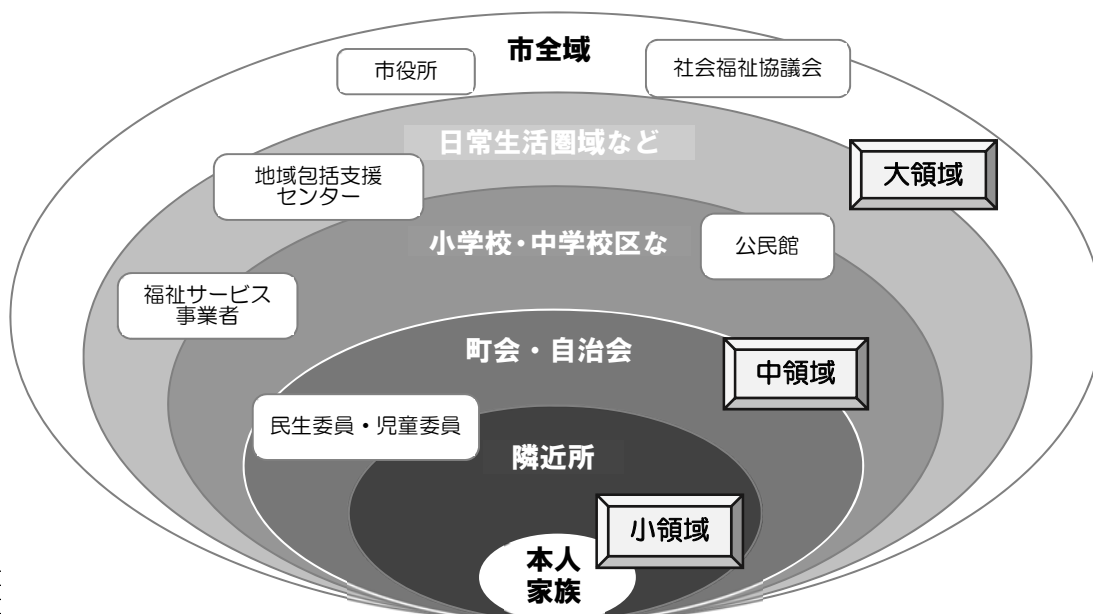 市全域
市役所
社会福祉協議会
日常生活圏域など
大領域
地域包括支援
センター
小学校・中学校区な
公民館
福祉サービス
事業者
町会・自治会
中領域
民生委員・児童委員
隣近所
小領域
本人
家族